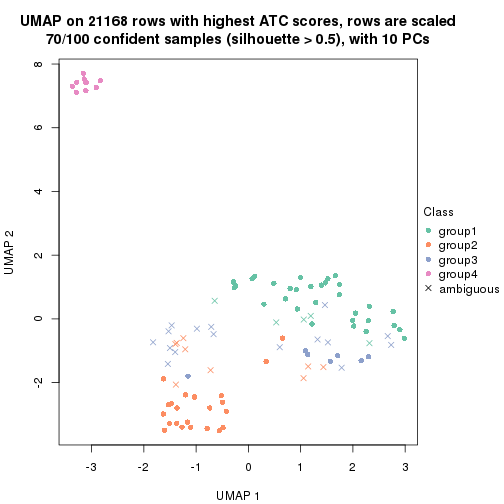 UMAP on 21168 rows with highest ATC scores, rows are scaled
70/100 confident samples (silhouette > 0.5), with 10 PCs
8
6
4
2
0
-2
UMAP 2
-3
-2
-1
0
1
2
3
UMAP 1
Class
group1
group2
group3
group4
ambiguous